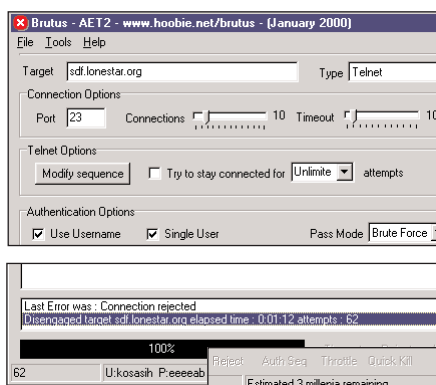 Brutus - AET2 - www.hoobie.net/brutus - (January 2000)
File Tools Help
Target sdf.lonestar.org Type Telnet
Connection Options
Port 23 Connections 10 Timeout 10
Telnet Options
Modify sequence Try to stay connected for Unlimite attempts
Authentication Options
Use Username Single User Pass Mode Brute Force
Last Error was : Connection rejected
Disengaged target sdf.lonestar.org elapsed time : 0:01:12 attempts : 62
100%
Reject Auth Seq Throttle Quick Kill
62 U:kosasih P:eeeeab
Estimated 3 millenia remaining